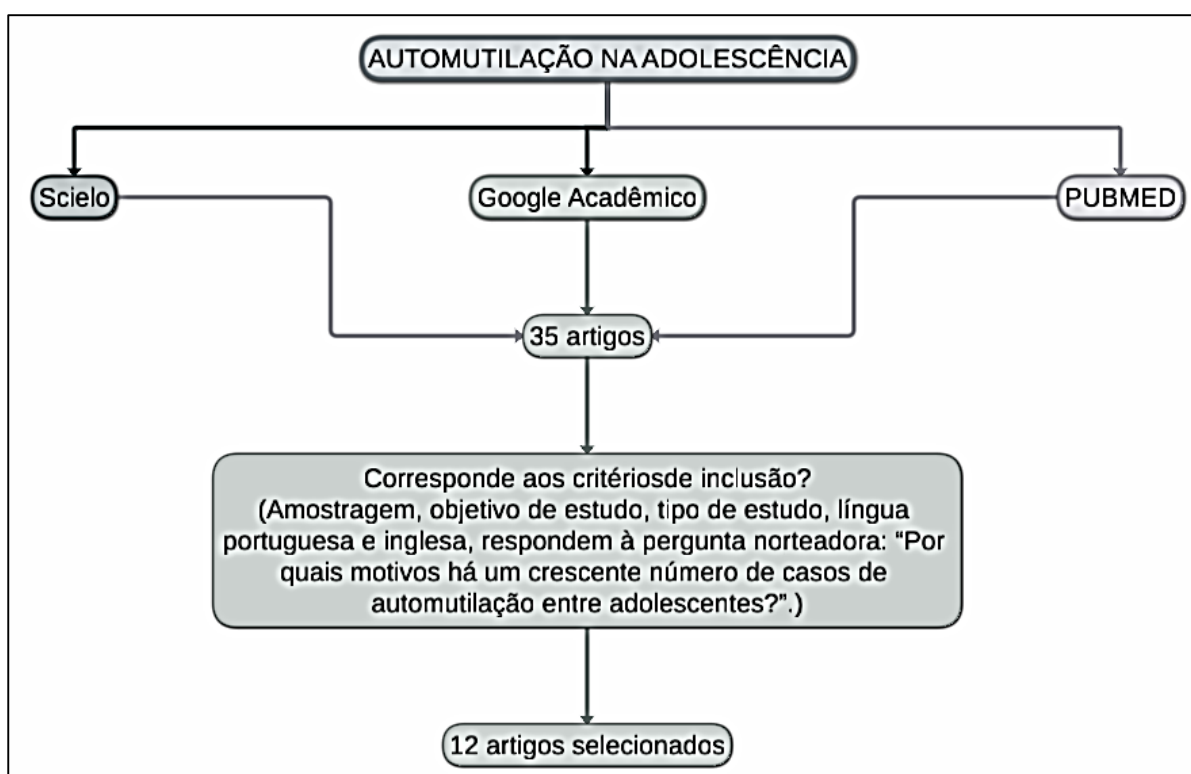 AUTOMUTILAÇÃO NA ADOLESCÊNCIA
Scielo
Google Acadêmico
PUBMED
35 artigos
Corresponde aos critériosde inclusão?
(Amostragem, objetivo de estudo, tipo de estudo, língua
portuguesa e inglesa, respondem à pergunta norteadora: “Por
quais motivos há um crescente número de casos de
automutilação entre adolescentes?”.)
12 artigos selecionados